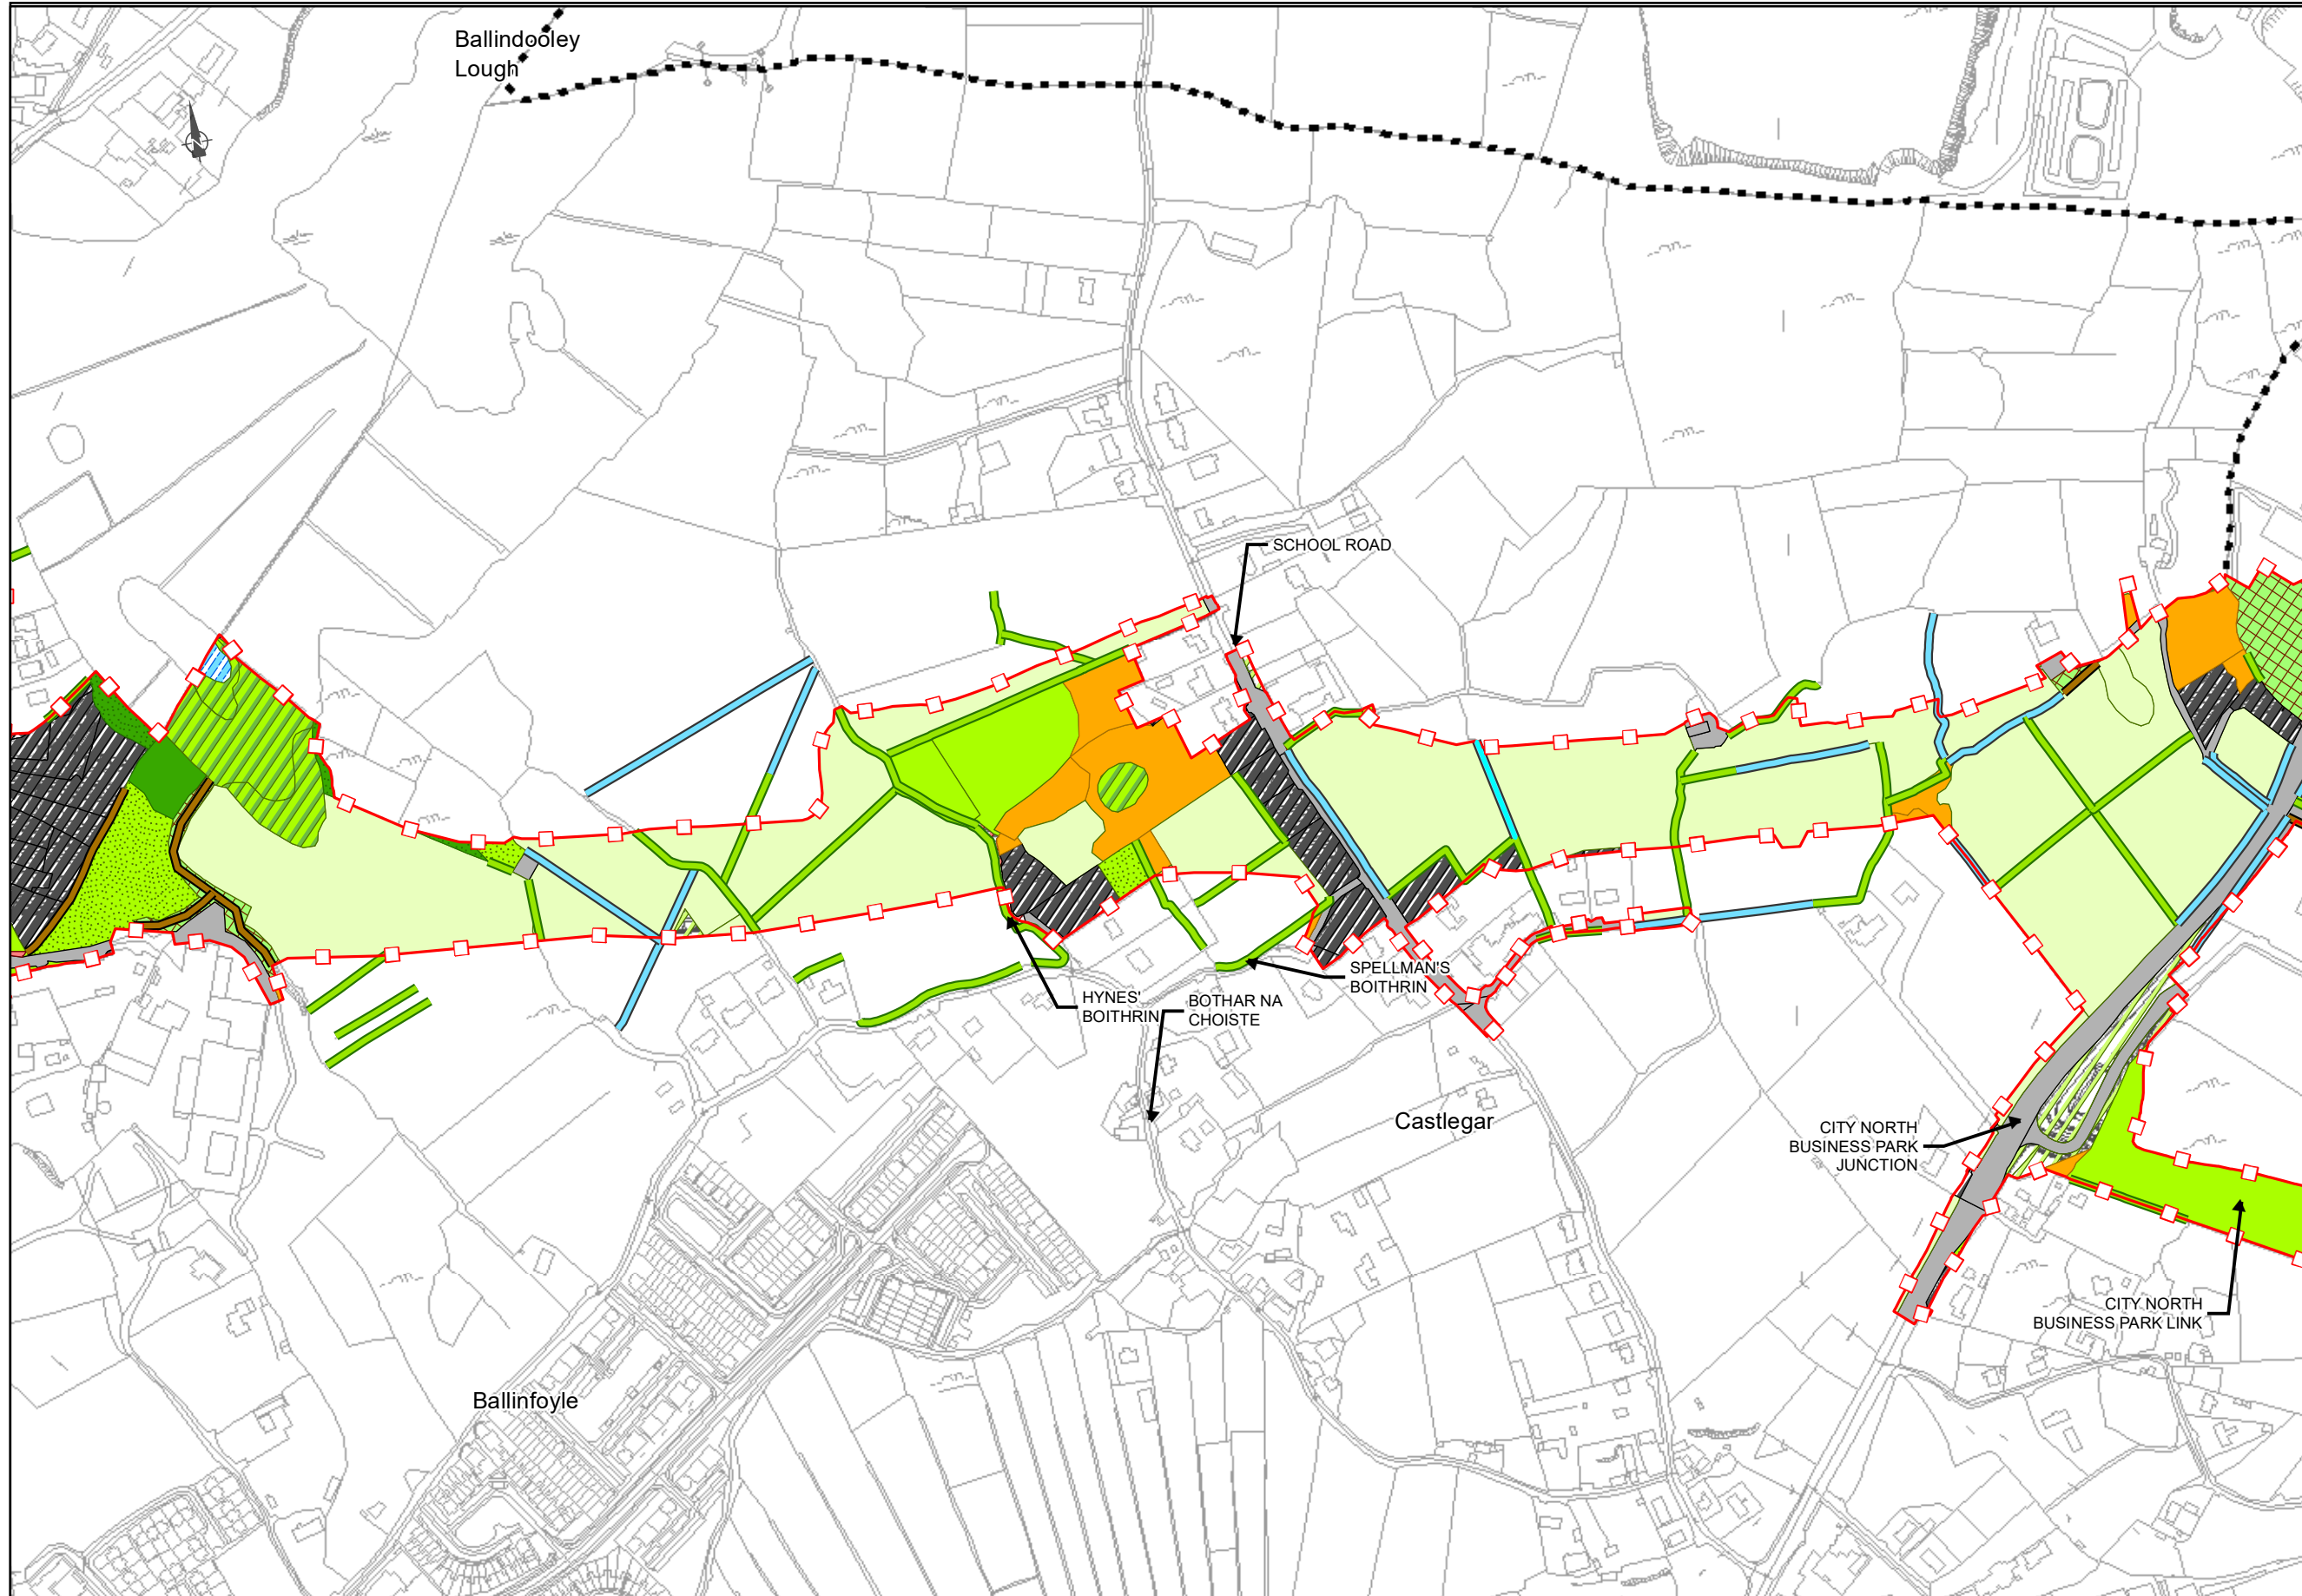 Ballindooley
Lough
SCHOOL ROAD
SPELLMAN'S
BOITHRIN
HYNES'
BOITHRIN
BOTHAR NA
CHOISTE
Castlegar
CITY NORTH
BUSINESS PARK
JUNCTION
CITY NORTH
BUSINESS PARK LINK
Ballinfoyle
N